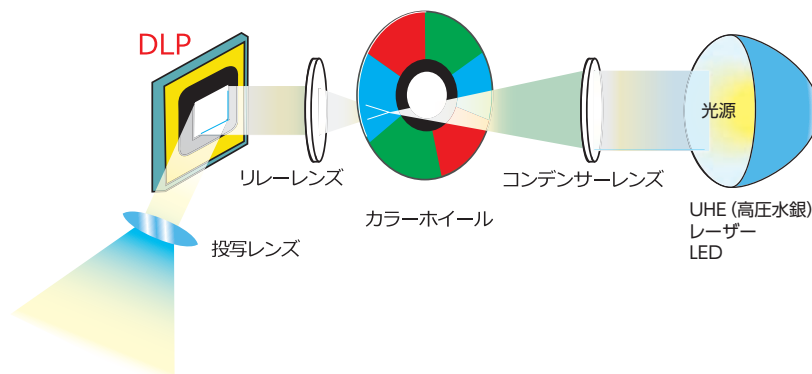 DLP
光源
リレーレンズ
コンデンサーレンズ
カラーホイール
UHE (高圧水銀)
レーザー
LED
投写レンズ